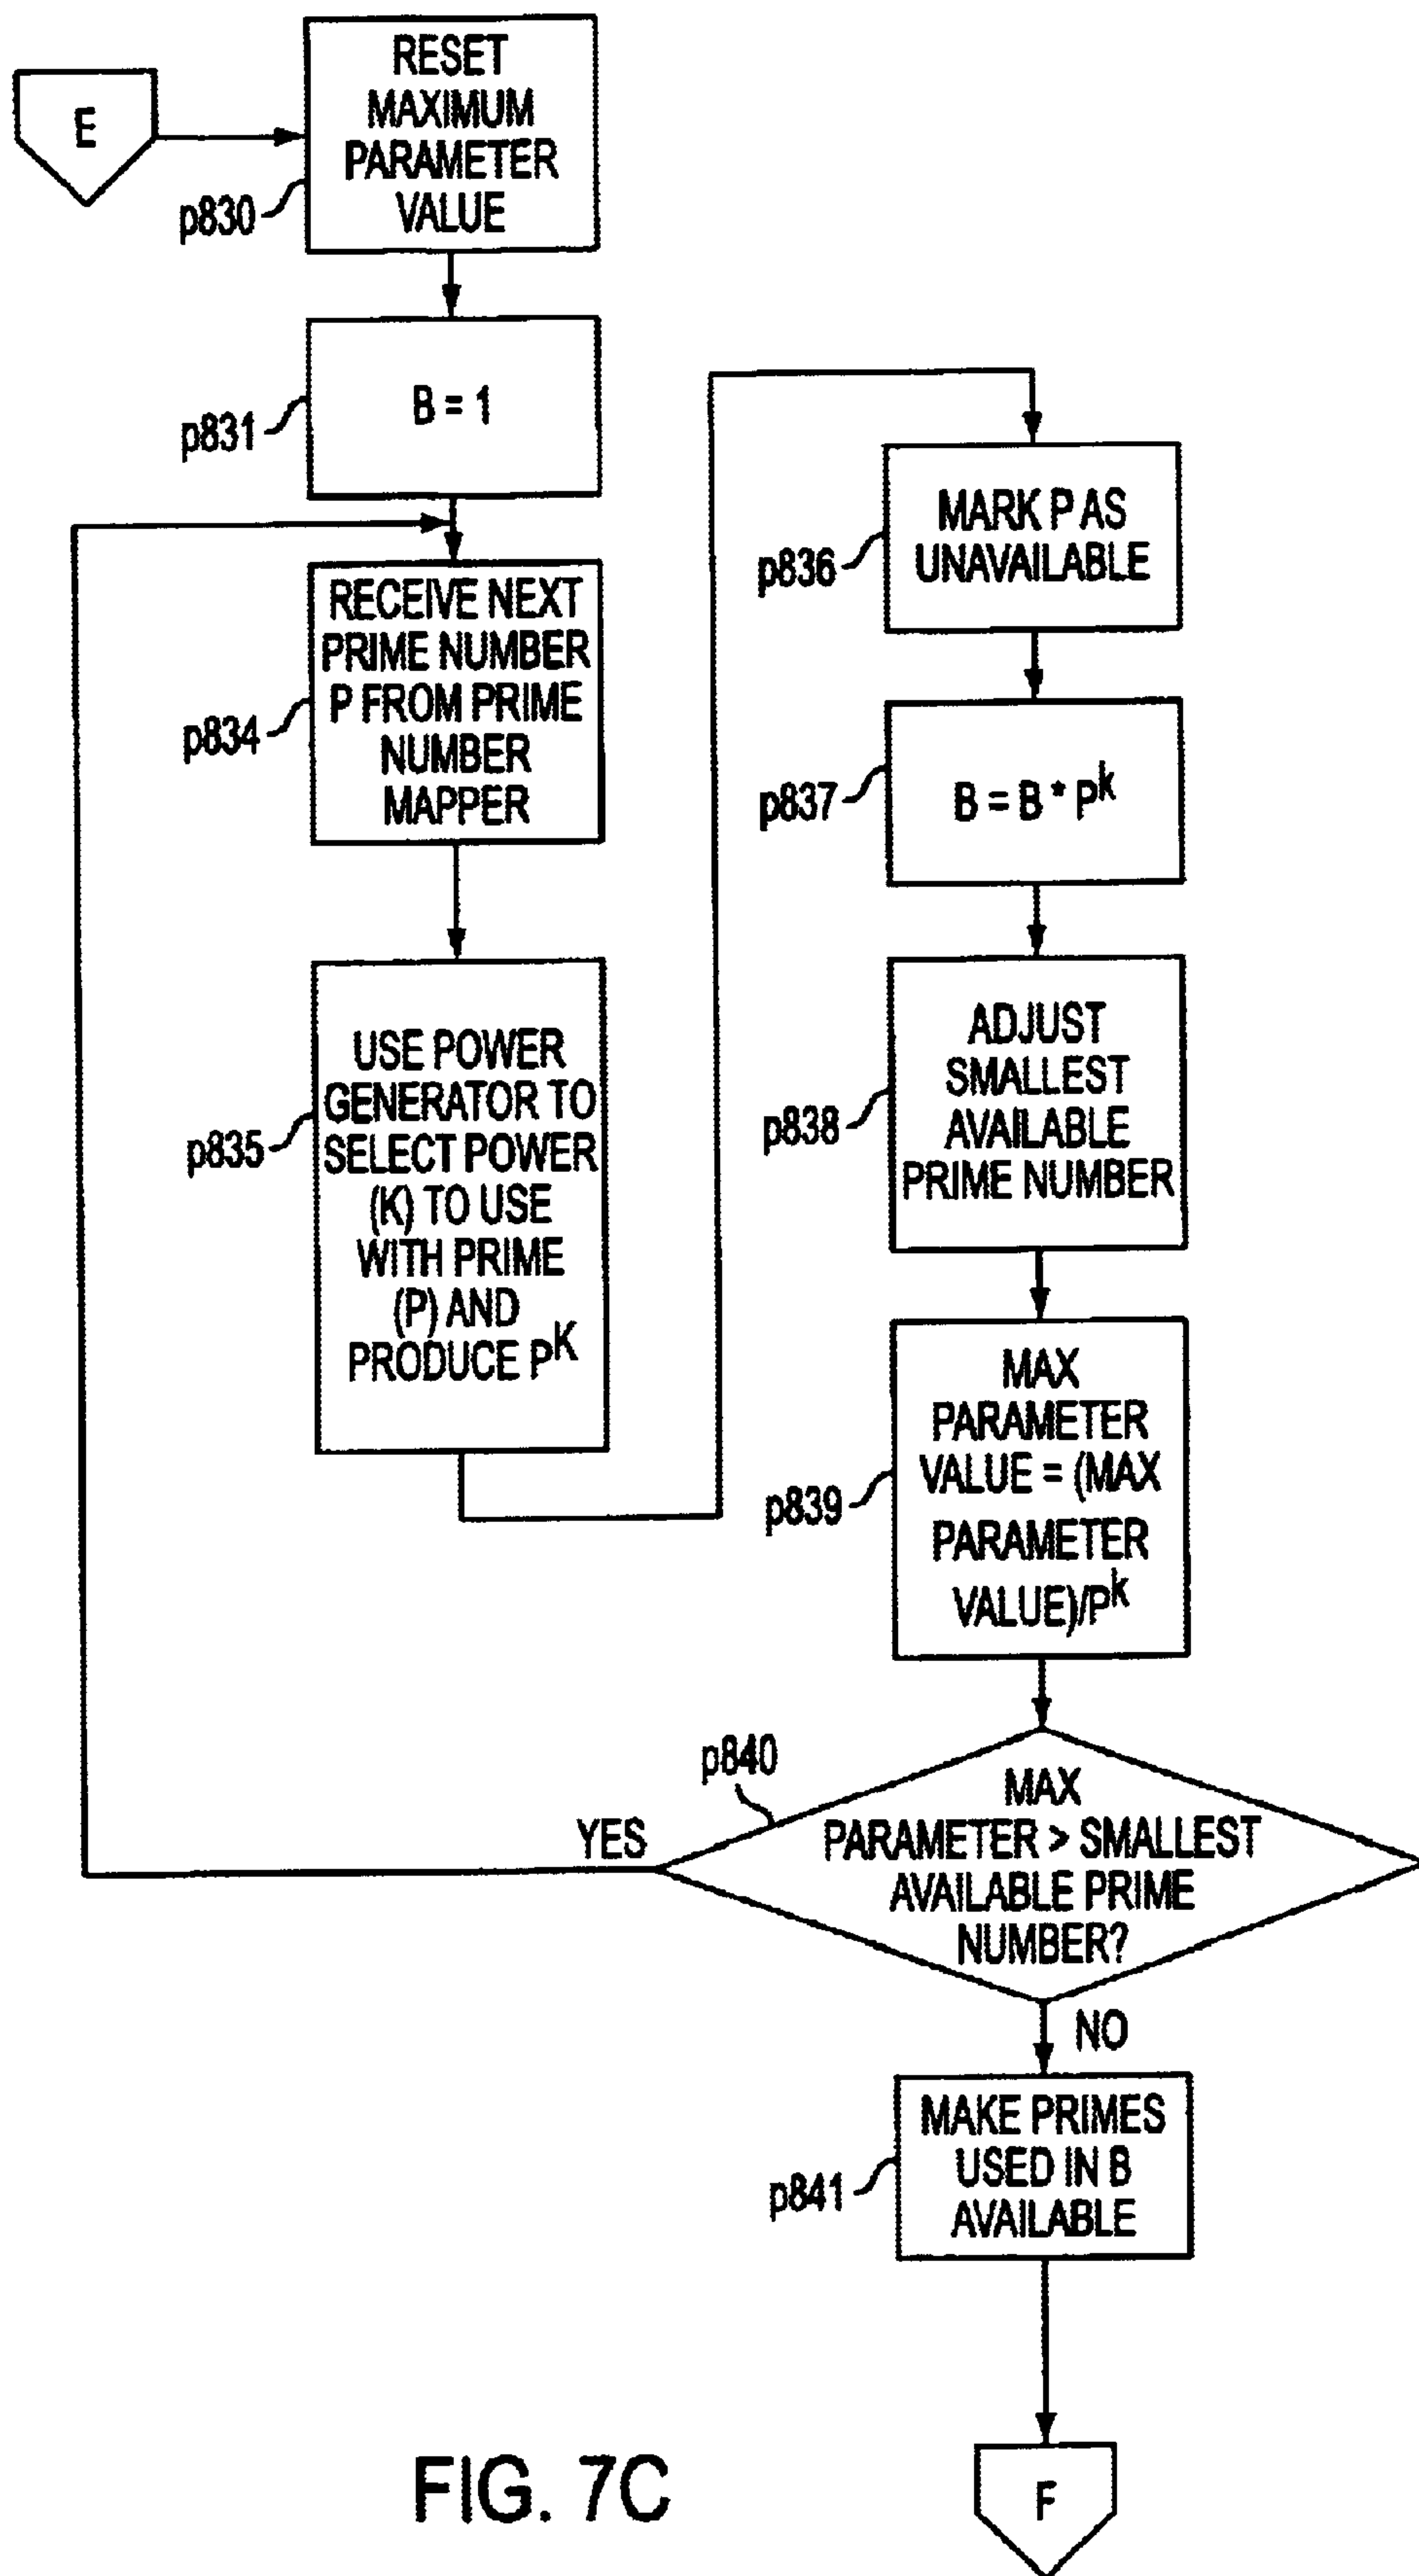 E
RESET
MAXIMUM
PARAMETER
VALUE
p830
B = 1
p831
RECEIVE NEXT
PRIME NUMBER
P FROM PRIME
NUMBER
MAPPER
p834
USE POWER
GENERATOR TO
SELECT POWER
(K) TO USE
WITH PRIME
(P) AND
PRODUCE P^K
p835
MARK P AS
UNAVAILABLE
p836
B = B * P^k
p837
ADJUST
SMALLEST
AVAILABLE
PRIME NUMBER
p838
MAX
PARAMETER
VALUE = (MAX
PARAMETER
VALUE)/P^k
p839
p840
MAX
PARAMETER > SMALLEST
AVAILABLE PRIME
NUMBER?
YES
NO
MAKE PRIMES
USED IN B
AVAILABLE
p841
F
FIG. 7C